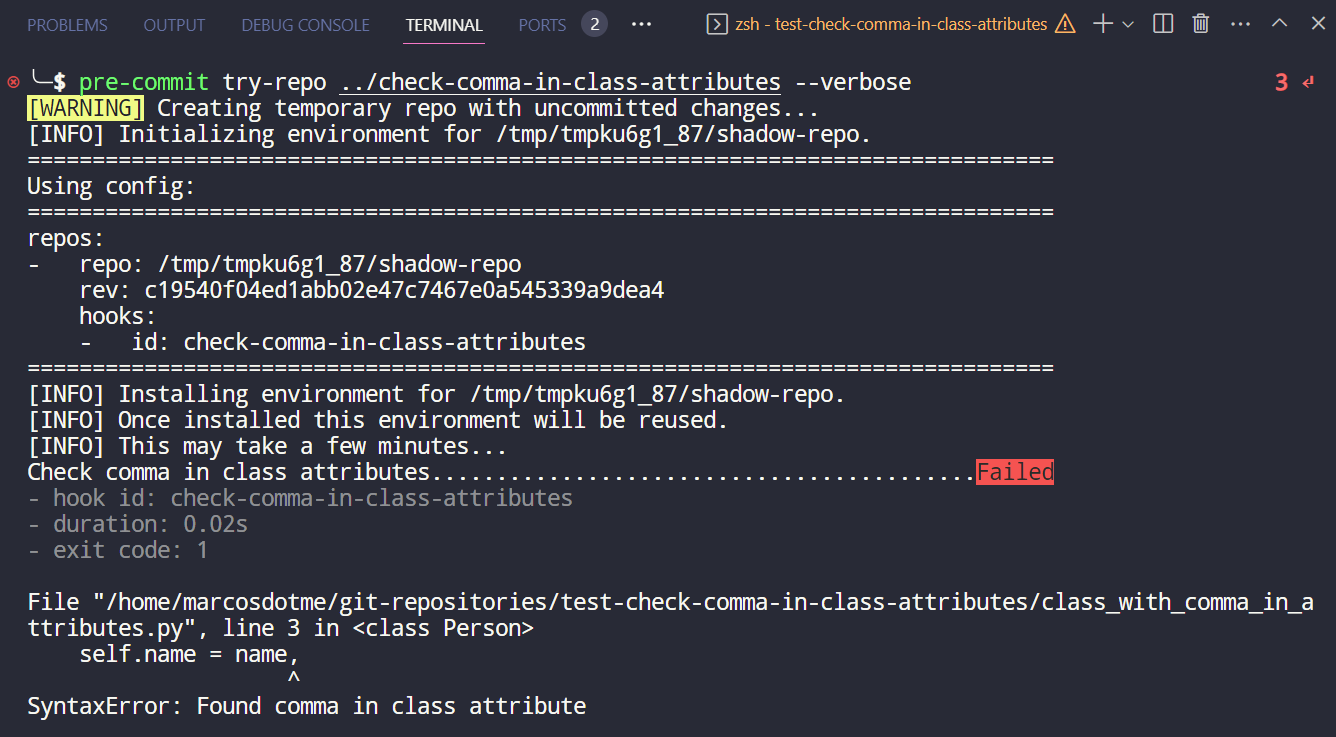 PROBLEMS OUTPUT DEBUG CONSOLE TERMINAL PORTS 2 ... zsh - test-check-comma-in-class-attributes
╰─$ pre-commit try-repo ../check-comma-in-class-attributes --verbose 3 ↵
[WARNING] Creating temporary repo with uncommitted changes...
[INFO] Initializing environment for /tmp/tmpku6g1_87/shadow-repo.
===============================================================================
Using config:
===============================================================================
repos:
-   repo: /tmp/tmpku6g1_87/shadow-repo
    rev: c19540f04ed1abb02e47c7467e0a545339a9dea4
    hooks:
    -   id: check-comma-in-class-attributes
===============================================================================
[INFO] Installing environment for /tmp/tmpku6g1_87/shadow-repo.
[INFO] Once installed this environment will be reused.
[INFO] This may take a few minutes...
Check comma in class attributes..........................................Failed
- hook id: check-comma-in-class-attributes
- duration: 0.02s
- exit code: 1
File "/home/marcosdotme/git-repositories/test-check-comma-in-class-attributes/class_with_comma_in_a
ttributes.py", line 3 in <class Person>
    self.name = name,
                    ^
SyntaxError: Found comma in class attribute